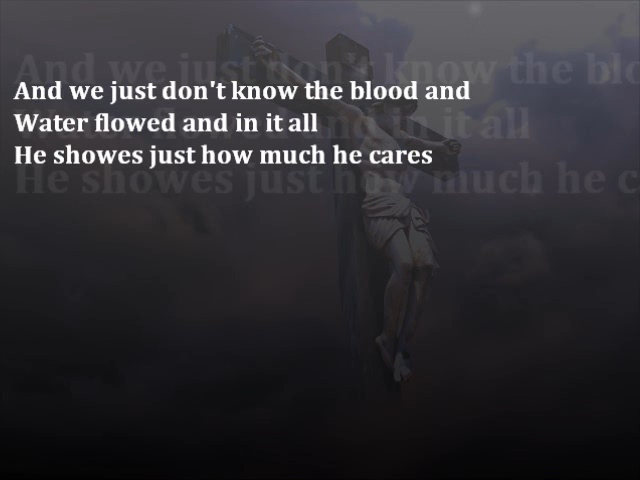 And we just don't know the blood and
Water flowed and in it all
He showes just how much he cares